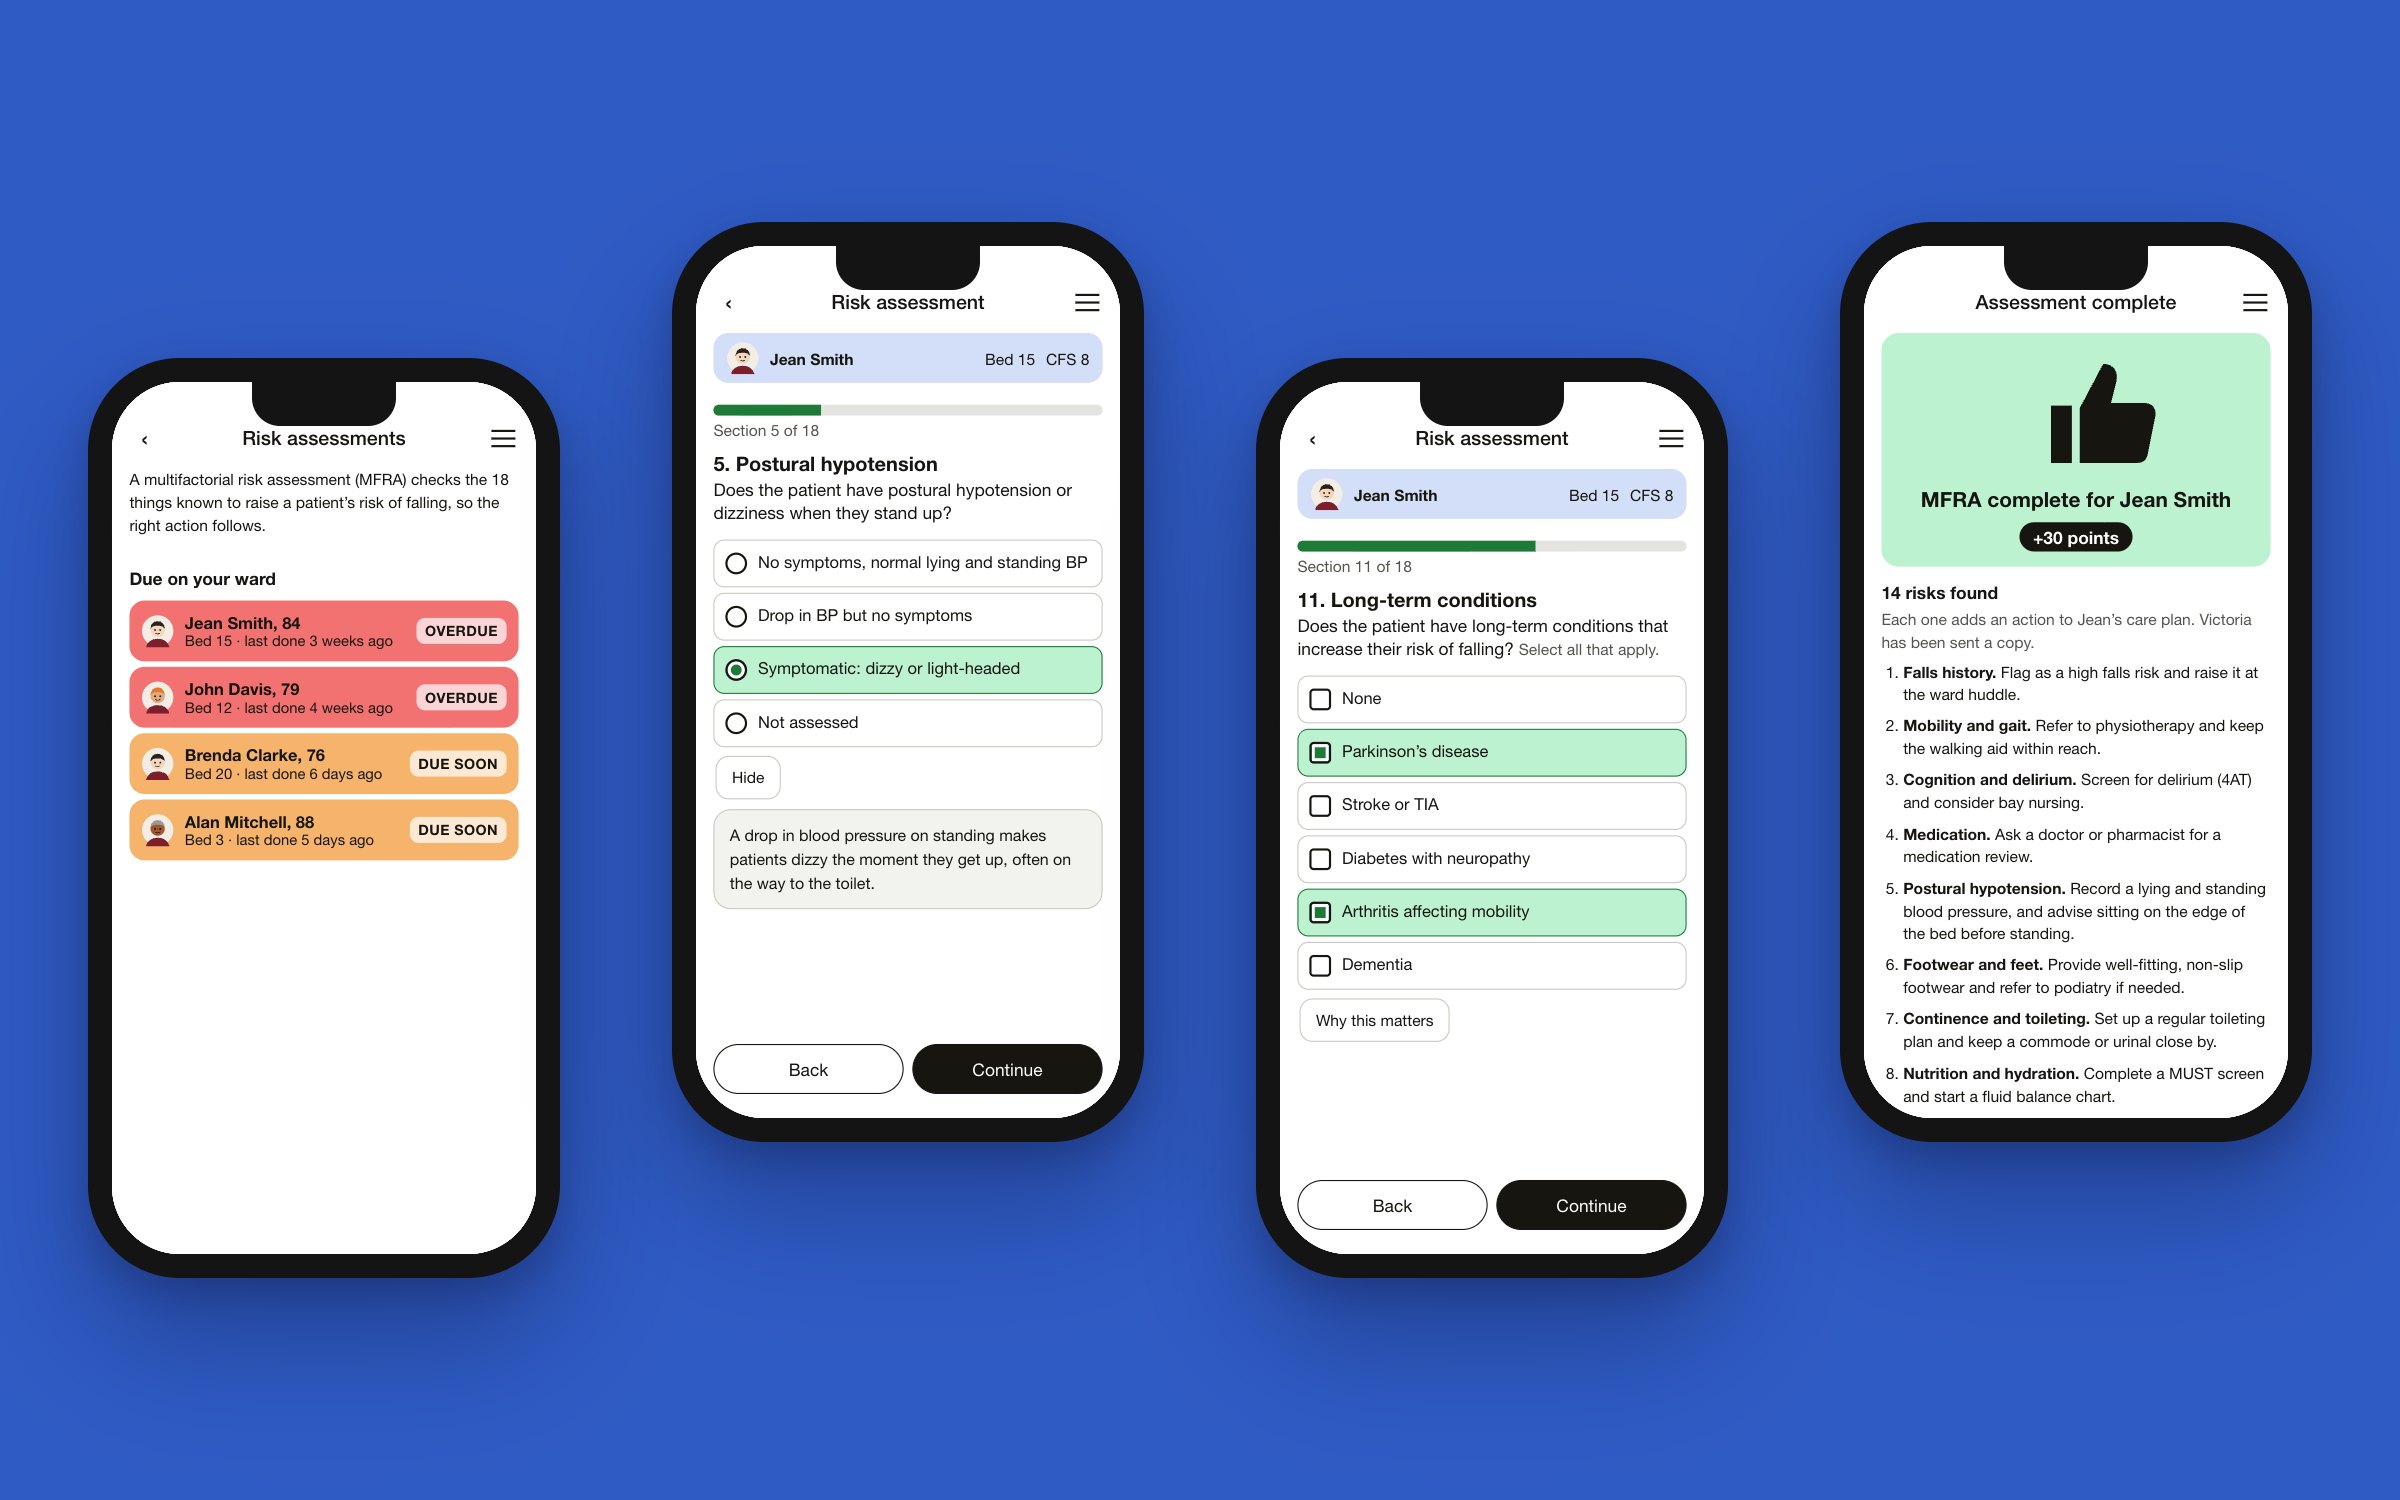 ‹ Risk assessments
A multifactorial risk assessment (MFRA) checks the 18
things known to raise a patient’s risk of falling, so the
right action follows.
Due on your ward
Jean Smith, 84
Bed 15 · last done 3 weeks ago
OVERDUE
John Davis, 79
Bed 12 · last done 4 weeks ago
OVERDUE
Brenda Clarke, 76
Bed 20 · last done 6 days ago
DUE SOON
Alan Mitchell, 88
Bed 3 · last done 5 days ago
DUE SOON
‹ Risk assessment
Jean Smith Bed 15 CFS 8
Section 5 of 18
5. Postural hypotension
Does the patient have postural hypotension or
dizziness when they stand up?
No symptoms, normal lying and standing BP
Drop in BP but no symptoms
Symptomatic: dizzy or light-headed
Not assessed
Hide
A drop in blood pressure on standing makes
patients dizzy the moment they get up, often on
the way to the toilet.
Back Continue
‹ Risk assessment
Jean Smith Bed 15 CFS 8
Section 11 of 18
11. Long-term conditions
Does the patient have long-term conditions that
increase their risk of falling? Select all that apply.
None
Parkinson’s disease
Stroke or TIA
Diabetes with neuropathy
Arthritis affecting mobility
Dementia
Why this matters
Back Continue
Assessment complete
MFRA complete for Jean Smith
+30 points
14 risks found
Each one adds an action to Jean’s care plan. Victoria
has been sent a copy.
1. Falls history. Flag as a high falls risk and raise it at
the ward huddle.
2. Mobility and gait. Refer to physiotherapy and keep
the walking aid within reach.
3. Cognition and delirium. Screen for delirium (4AT)
and consider bay nursing.
4. Medication. Ask a doctor or pharmacist for a
medication review.
5. Postural hypotension. Record a lying and standing
blood pressure, and advise sitting on the edge of
the bed before standing.
6. Footwear and feet. Provide well-fitting, non-slip
footwear and refer to podiatry if needed.
7. Continence and toileting. Set up a regular toileting
plan and keep a commode or urinal close by.
8. Nutrition and hydration. Complete a MUST screen
and start a fluid balance chart.